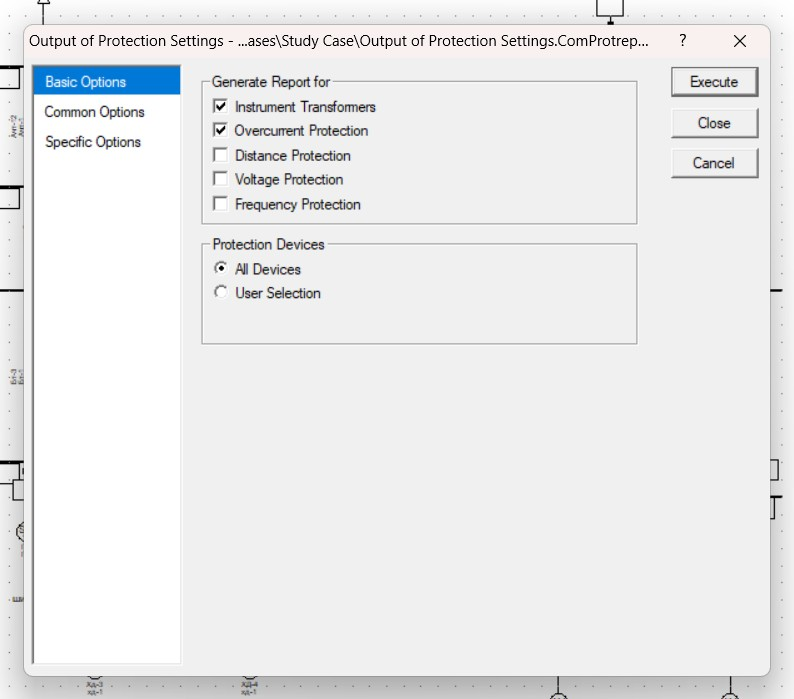 Output of Protection Settings - ...ases\Study Case\Output of Protection Settings.ComProtrep...
?
Basic Options
Common Options
Specific Options
Generate Report for
Instrument Transformers
Overcurrent Protection
Distance Protection
Voltage Protection
Frequency Protection
Protection Devices
All Devices
User Selection
Execute
Close
Cancel